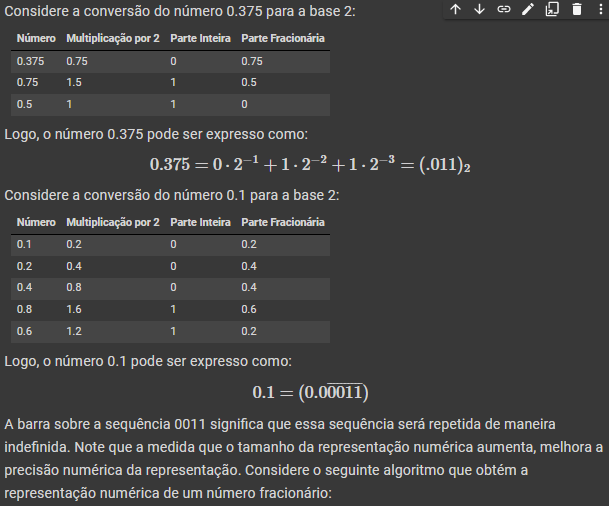 Considere a conversão do número 0.375 para a base 2:
Número Multiplicação por 2 Parte Inteira Parte Fracionária
0.375 0.75 0 0.75
0.75 1.5 1 0.5
0.5 1 1 0
Logo, o número 0.375 pode ser expresso como:
0.375 = 0 · 2⁻¹ + 1 · 2⁻² + 1 · 2⁻³ = (.011)₂
Considere a conversão do número 0.1 para a base 2:
Número Multiplicação por 2 Parte Inteira Parte Fracionária
0.1 0.2 0 0.2
0.2 0.4 0 0.4
0.4 0.8 0 0.4
0.8 1.6 1 0.6
0.6 1.2 1 0.2
Logo, o número 0.1 pode ser expresso como:
0.1 = (0.00̅0̅0̅1̅1̅)
A barra sobre a sequência 0011 significa que essa sequência será repetida de maneira
indefinida. Note que a medida que o tamanho da representação numérica aumenta, melhora a
precisão numérica da representação. Considere o seguinte algoritmo que obtém a
representação numérica de um número fracionário: